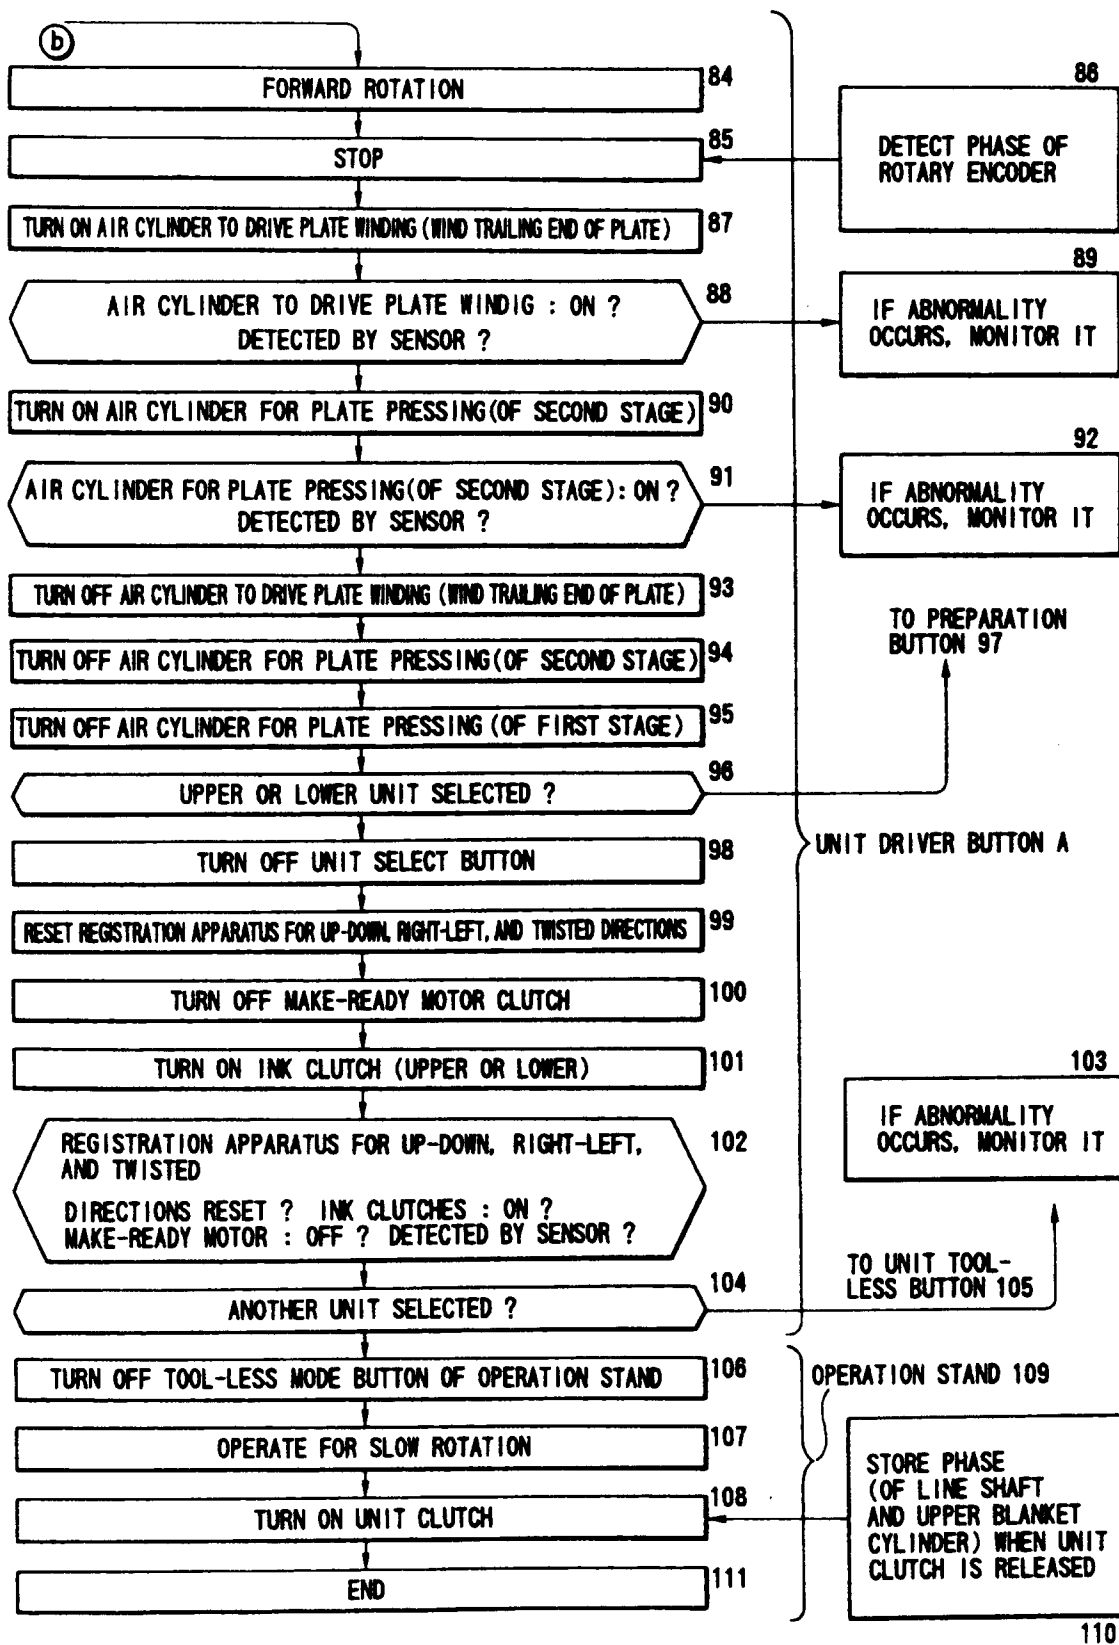 b
FORWARD ROTATION
84
STOP
85
86
DETECT PHASE OF
ROTARY ENCODER
TURN ON AIR CYLINDER TO DRIVE PLATE WINDING (WIND TRAILING END OF PLATE)
87
AIR CYLINDER TO DRIVE PLATE WINDIG : ON ?
DETECTED BY SENSOR ?
88
89
IF ABNORMALITY
OCCURS, MONITOR IT
TURN ON AIR CYLINDER FOR PLATE PRESSING(OF SECOND STAGE)
90
AIR CYLINDER FOR PLATE PRESSING(OF SECOND STAGE): ON ?
DETECTED BY SENSOR ?
91
92
IF ABNORMALITY
OCCURS, MONITOR IT
TURN OFF AIR CYLINDER TO DRIVE PLATE WINDING (WIND TRAILING END OF PLATE)
93
TURN OFF AIR CYLINDER FOR PLATE PRESSING(OF SECOND STAGE)
94
TURN OFF AIR CYLINDER FOR PLATE PRESSING (OF FIRST STAGE)
95
UPPER OR LOWER UNIT SELECTED ?
96
TO PREPARATION
BUTTON 97
TURN OFF UNIT SELECT BUTTON
98
UNIT DRIVER BUTTON A
RESET REGISTRATION APPARATUS FOR UP-DOWN, RIGHT-LEFT, AND TWISTED DIRECTIONS
99
TURN OFF MAKE-READY MOTOR CLUTCH
100
TURN ON INK CLUTCH (UPPER OR LOWER)
101
REGISTRATION APPARATUS FOR UP-DOWN, RIGHT-LEFT,
AND TWISTED
DIRECTIONS RESET ? INK CLUTCHES : ON ?
MAKE-READY MOTOR : OFF ? DETECTED BY SENSOR ?
102
103
IF ABNORMALITY
OCCURS, MONITOR IT
ANOTHER UNIT SELECTED ?
104
TO UNIT TOOL-
LESS BUTTON 105
TURN OFF TOOL-LESS MODE BUTTON OF OPERATION STAND
106
OPERATION STAND 109
OPERATE FOR SLOW ROTATION
107
TURN ON UNIT CLUTCH
108
STORE PHASE
(OF LINE SHAFT
AND UPPER BLANKET
CYLINDER) WHEN UNIT
CLUTCH IS RELEASED
110
END
111